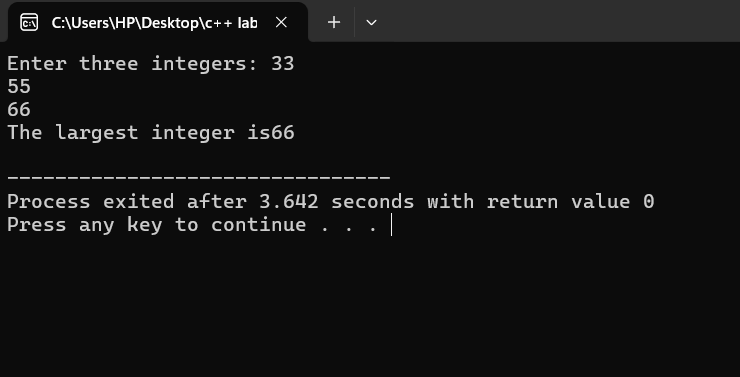 C:\Users\HP\Desktop\c++ lab
Enter three integers: 33
55
66
The largest integer is66
--------------------------------
Process exited after 3.642 seconds with return value 0
Press any key to continue . . .